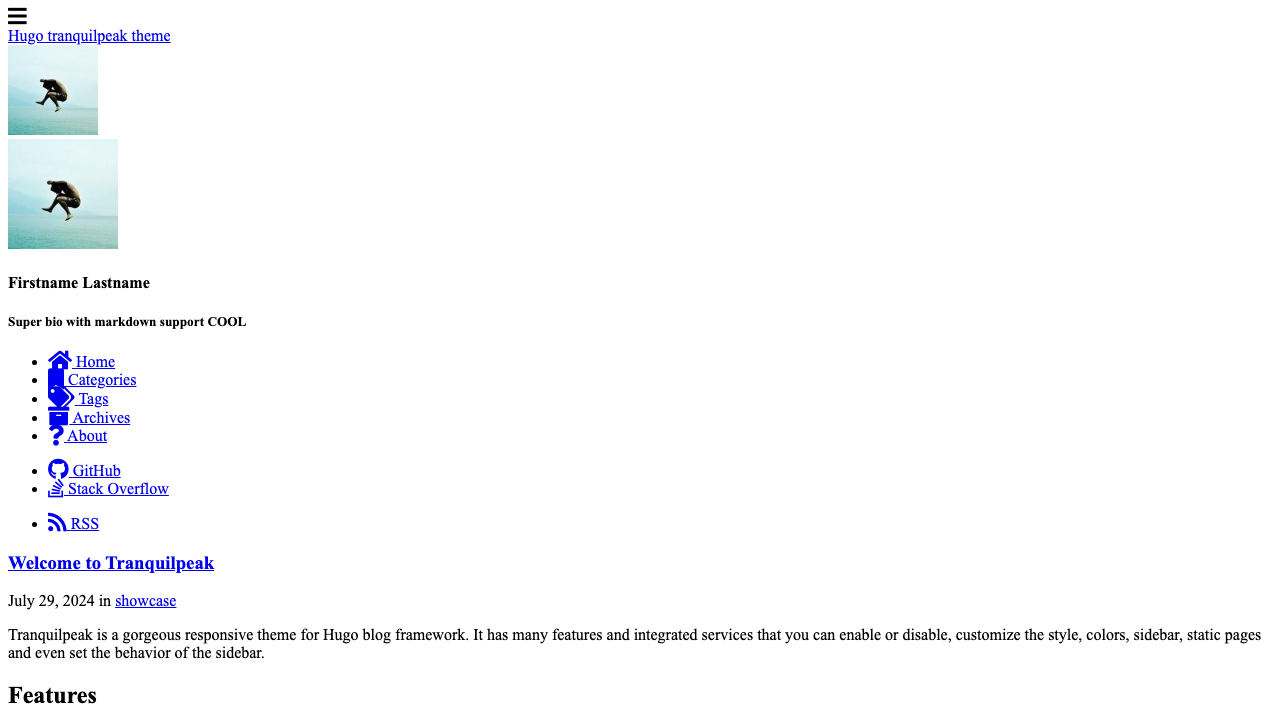 Hugo tranquilpeak theme
Firstname Lastname
Super bio with markdown support COOL
Home
Categories
Tags
Archives
About
GitHub
Stack Overflow
RSS
Welcome to Tranquilpeak
July 29, 2024 in showcase
Tranquilpeak is a gorgeous responsive theme for Hugo blog framework. It has many features and integrated services that you can enable or disable, customize the style, colors, sidebar, static pages
and even set the behavior of the sidebar.
Features